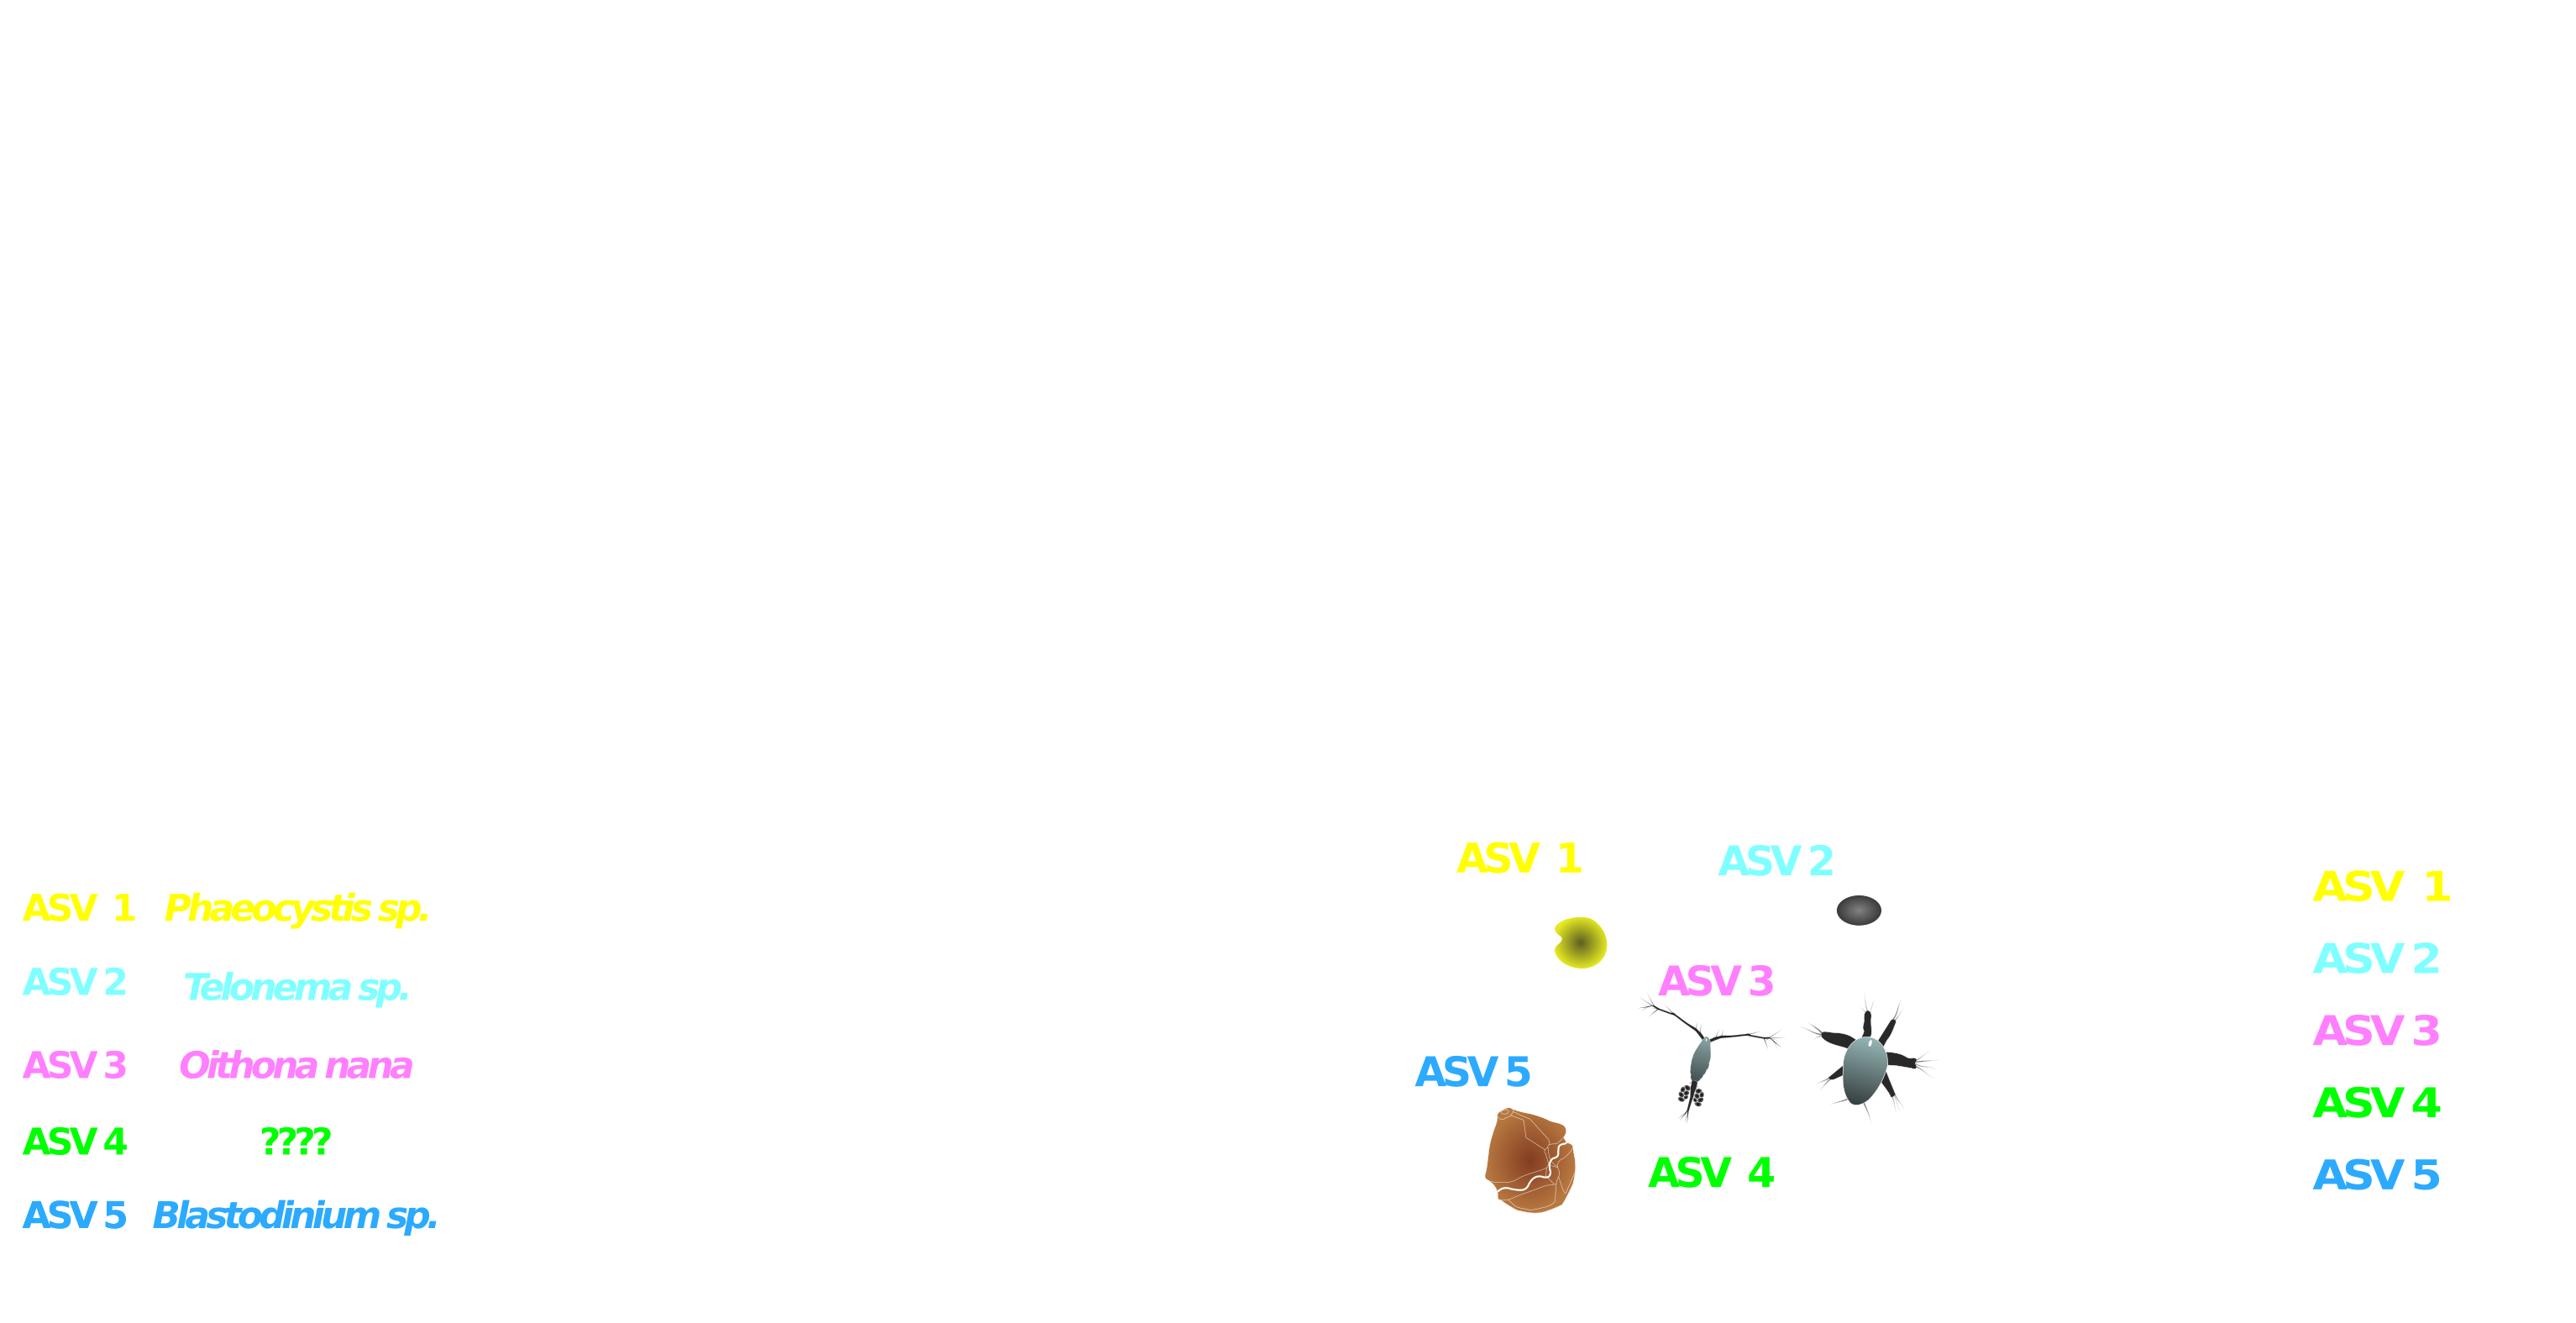 ASV 1 Phaeocystis sp.
ASV 2 Telonema sp.
ASV 3 Oithona nana
ASV 4 ????
ASV 5 Blastodinium sp.
ASV 1
ASV 2
ASV 3
ASV 5
ASV 4
ASV 1
ASV 2
ASV 3
ASV 4
ASV 5